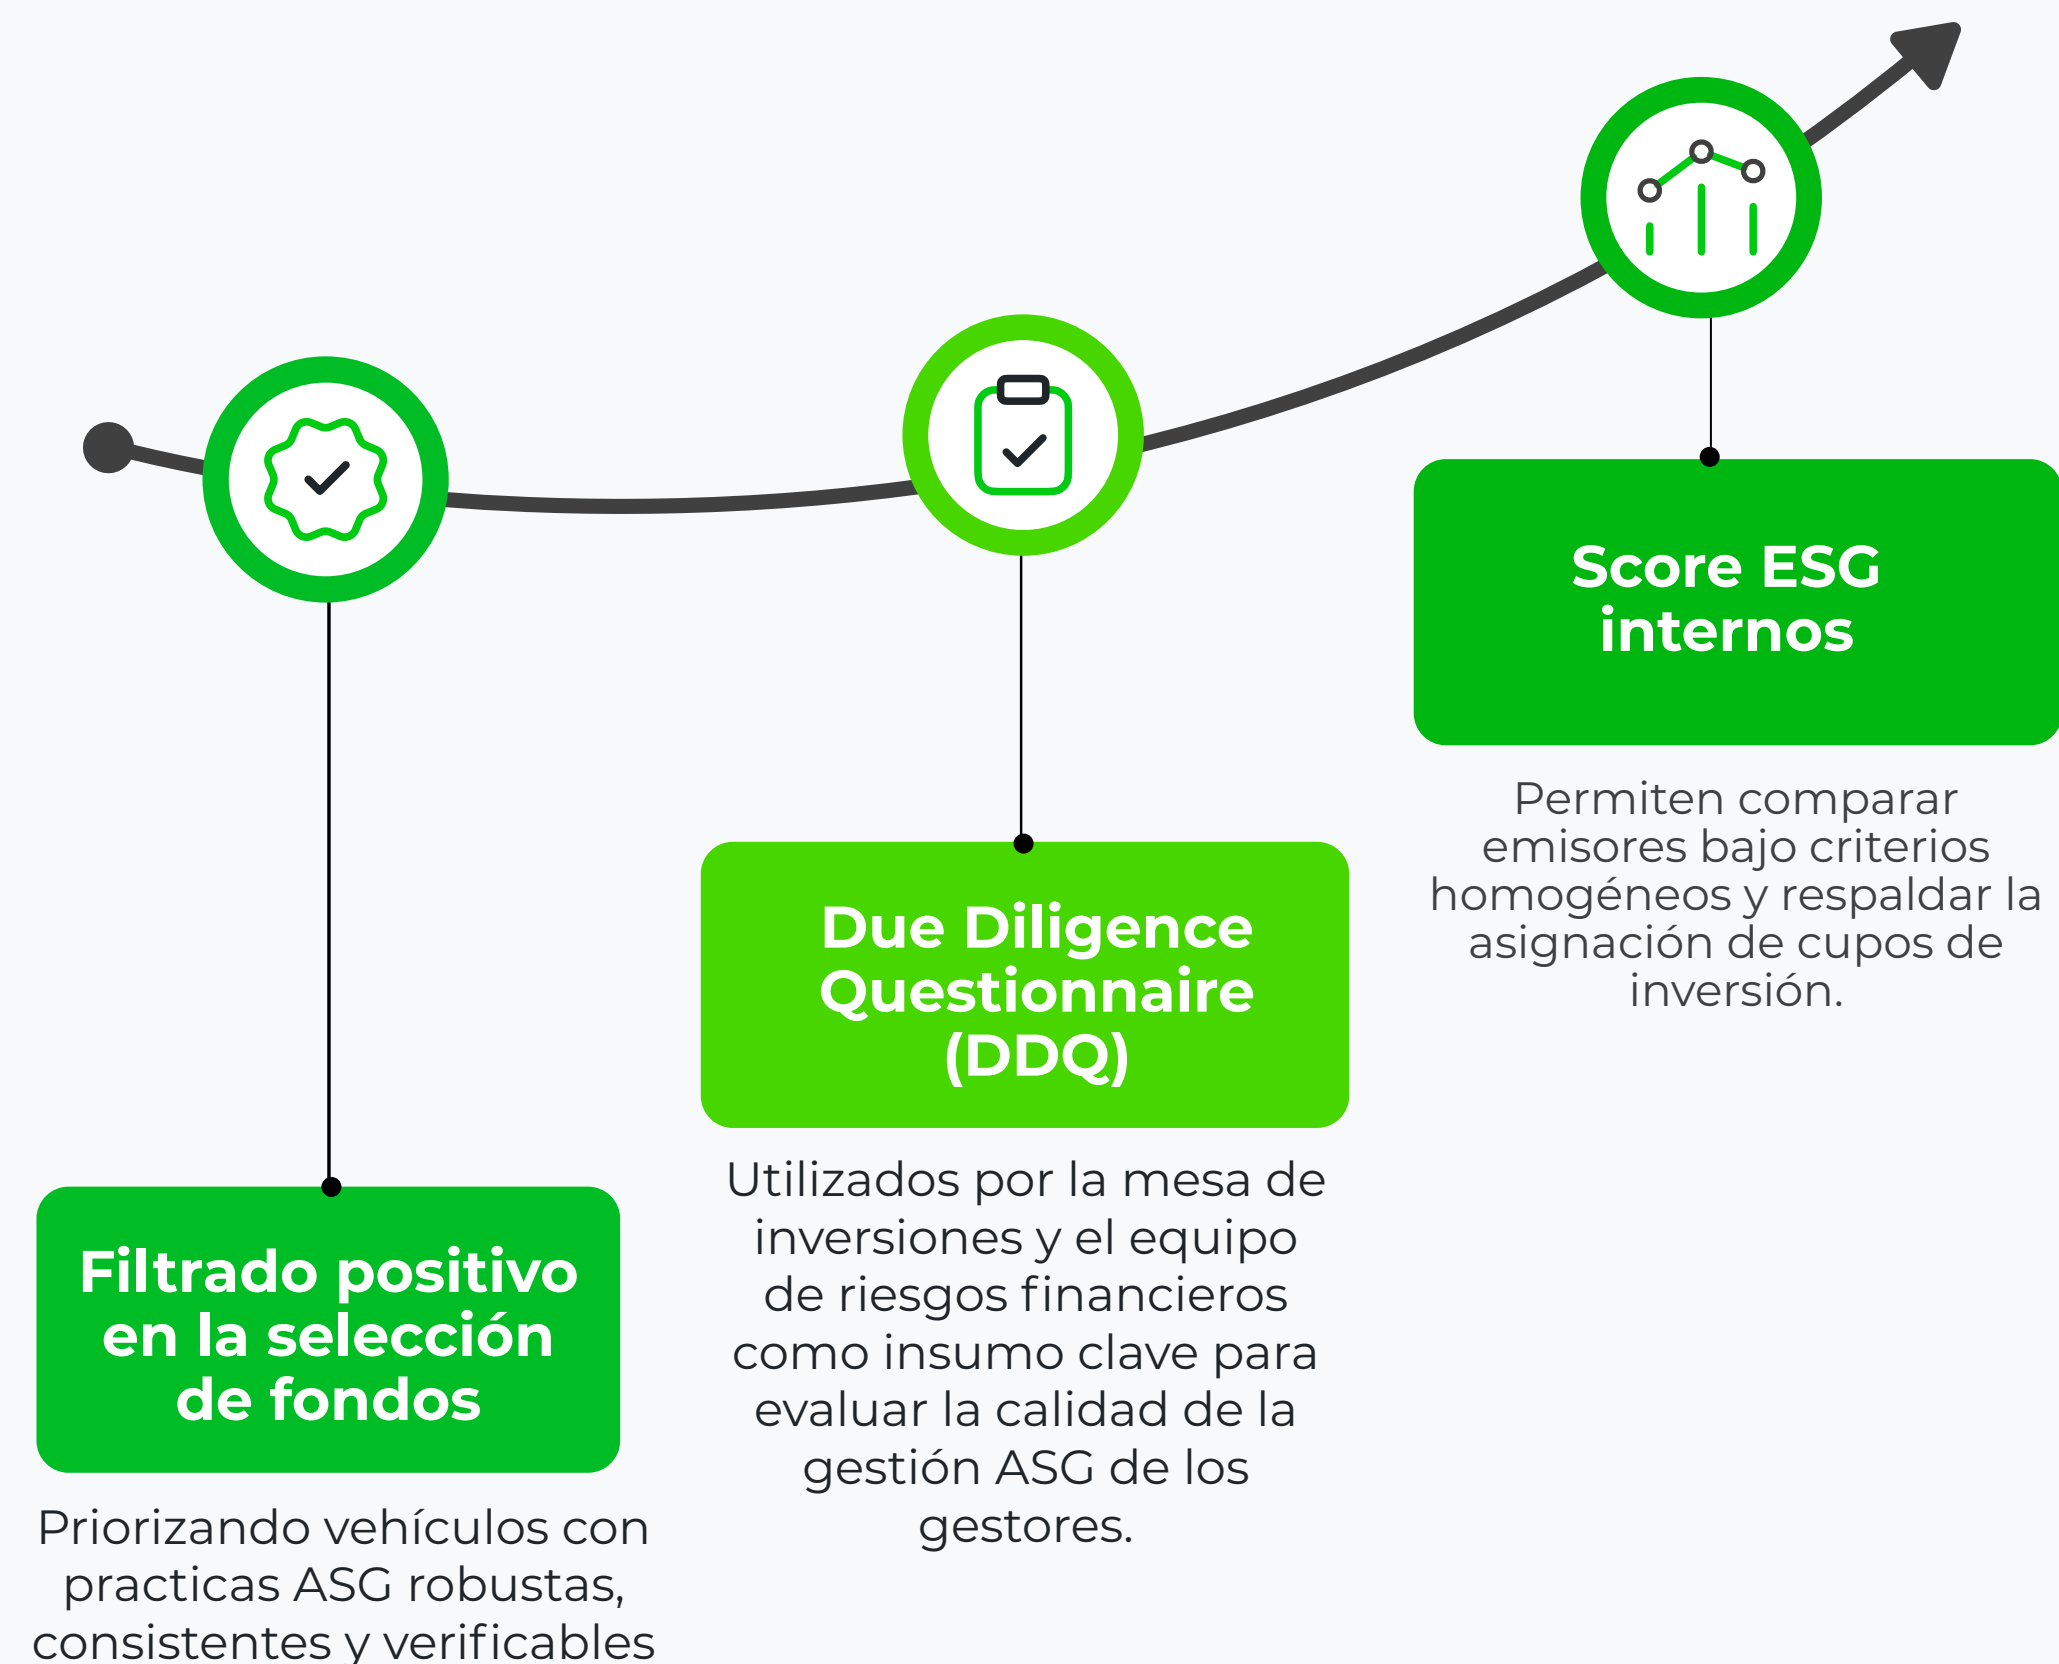 Filtrado positivo
en la selección
de fondos
Priorizando vehículos con
practicas ASG robustas,
consistentes y verificables
Due Diligence
Questionnaire
(DDQ)
Utilizados por la mesa de
inversiones y el equipo
de riesgos financieros
como insumo clave para
evaluar la calidad de la
gestión ASG de los
gestores.
Score ESG
internos
Permiten comparar
emisores bajo criterios
homogéneos y respaldar la
asignación de cupos de
inversión.